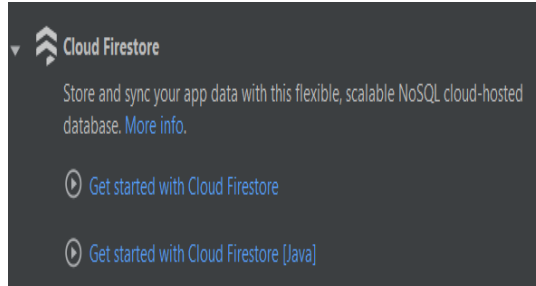 Cloud Firestore
Store and sync your app data with this flexible, scalable NoSQL cloud-hosted
database. More info.
Get started with Cloud Firestore
Get started with Cloud Firestore [Java]